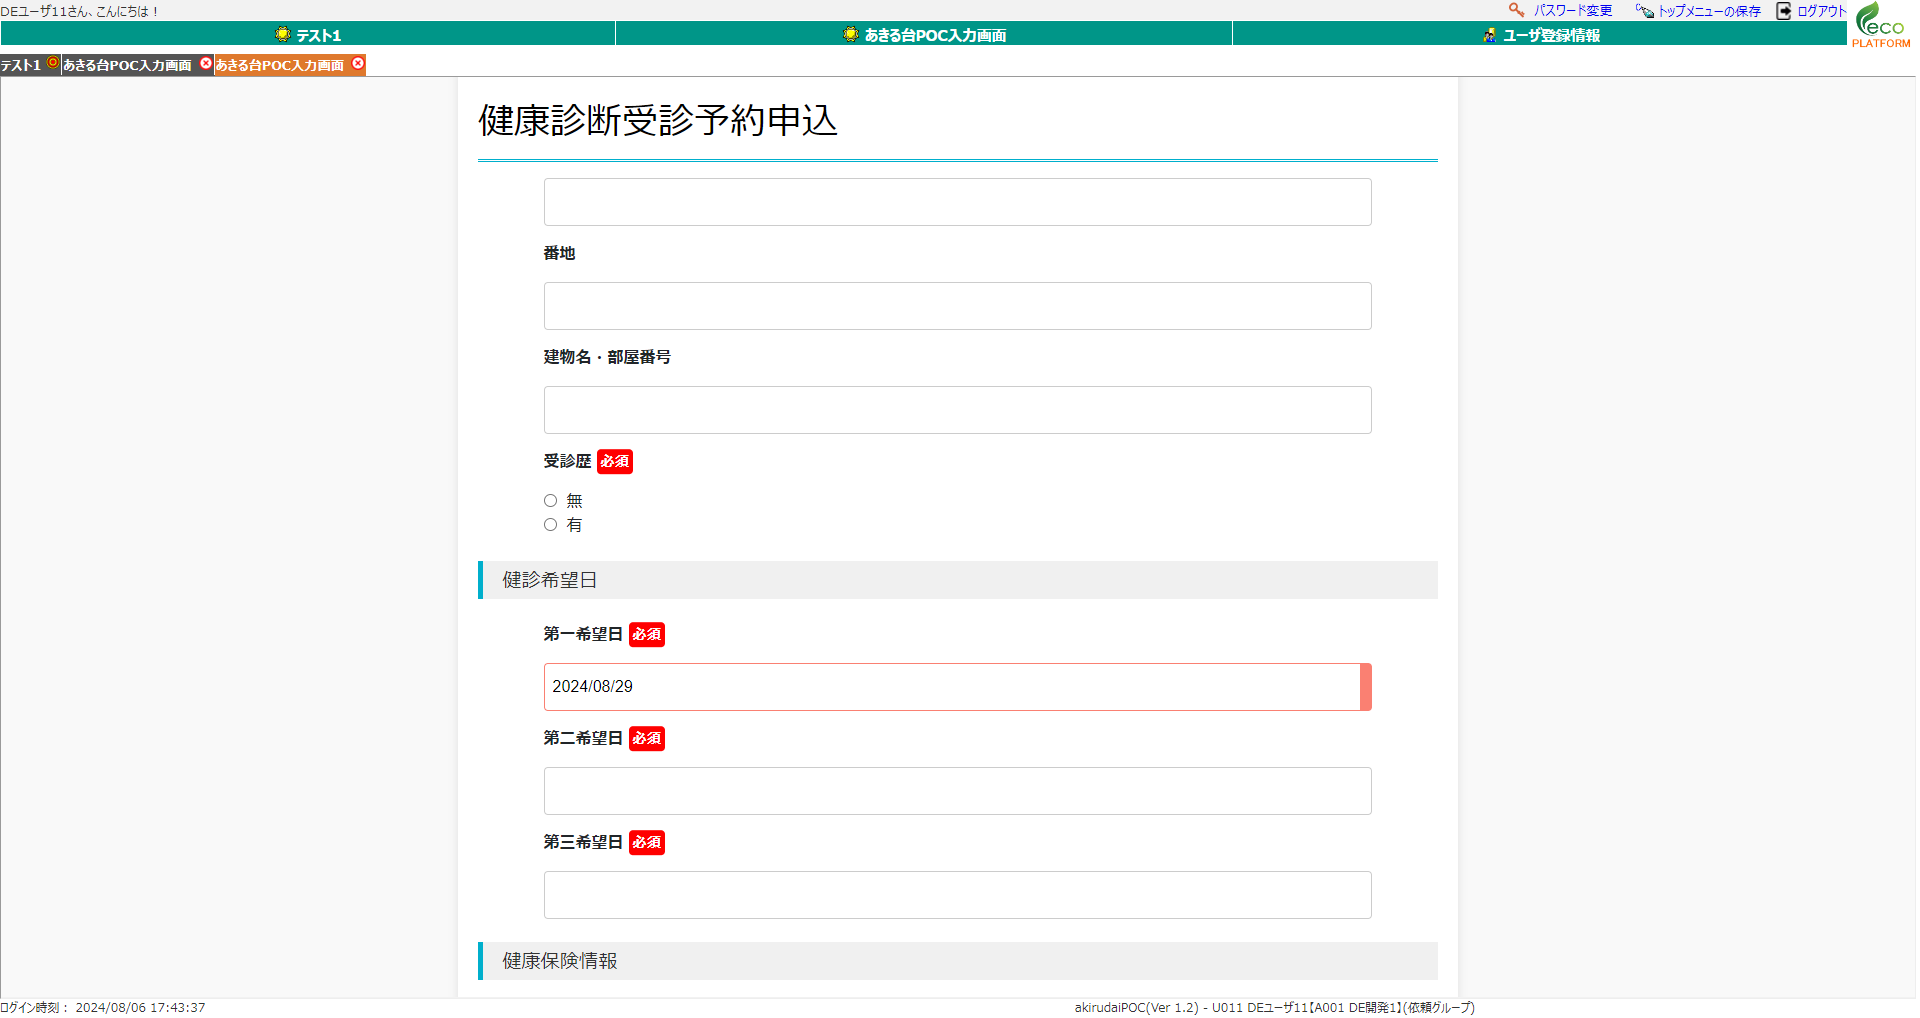 DEユーザ11さん、こんにちは！
パスワード変更
トップメニューの保存
ログアウト
eco
PLATFORM
テスト1
あきる台POC入力画面
ユーザ登録情報
テスト1
あきる台POC入力画面
あきる台POC入力画面
健康診断受診予約申込
番地
建物名・部屋番号
受診歴 必須
無
有
健診希望日
第一希望日 必須
2024/08/29
第二希望日 必須
第三希望日 必須
健康保険情報
ログイン時刻： 2024/08/06 17:43:37
akirudaiPOC(Ver 1.2) - U011 DEユーザ11【A001 DE開発1】(依頼グループ)